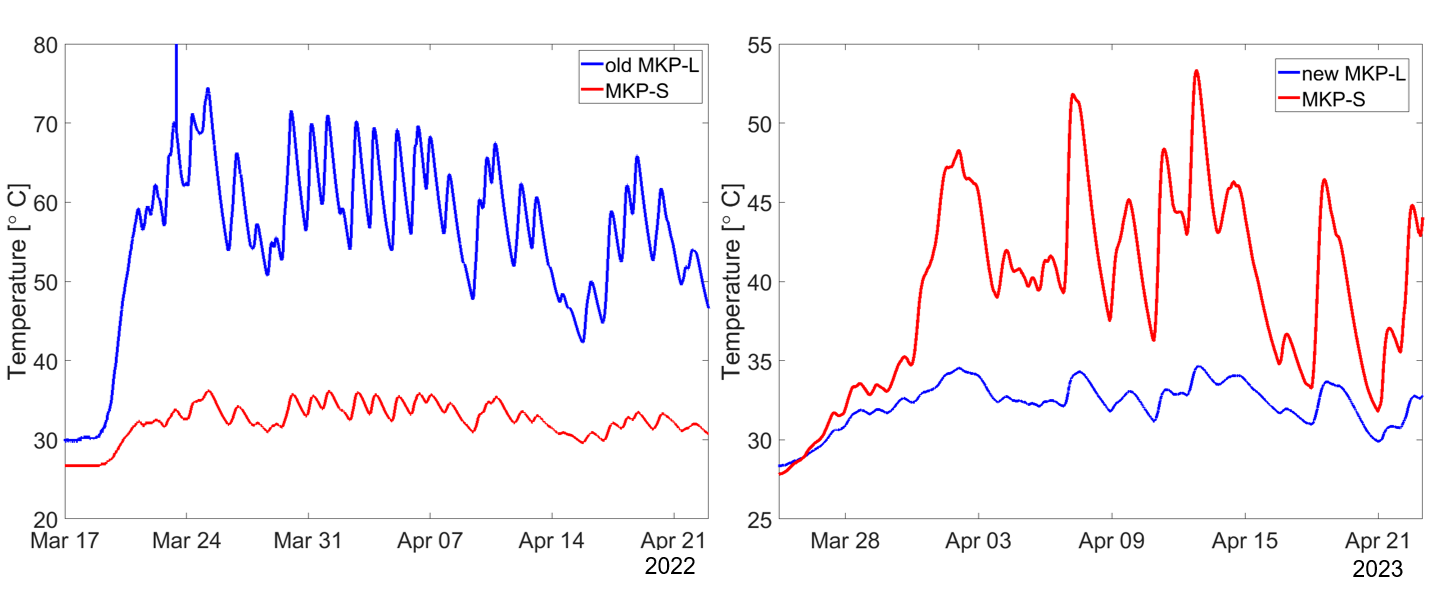 80
70
60
50
40
30
20
Temperature [° C]
old MKP-L
MKP-S
Mar 17 Mar 24 Mar 31 Apr 07 Apr 14 Apr 21
2022
55
50
45
40
35
30
25
Temperature [° C]
new MKP-L
MKP-S
Mar 28 Apr 03 Apr 09 Apr 15 Apr 21
2023